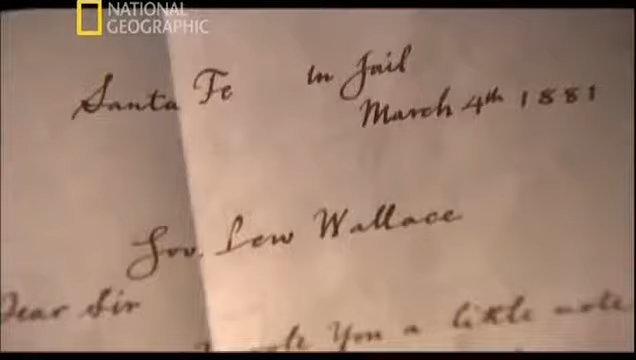 NATIONAL
GEOGRAPHIC
Santa Fe In Jail
March 4th 1881
Gov. Lew Wallace
Dear Sir
You a little note